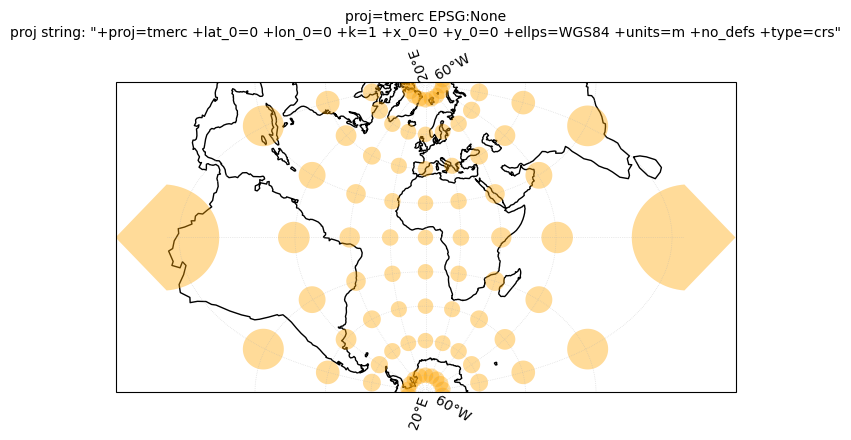 proj=tmerc EPSG:None
proj string: "+proj=tmerc +lat_0=0 +lon_0=0 +k=1 +x_0=0 +y_0=0 +ellps=WGS84 +units=m +no_defs +type=crs"
20°E 60°W
20°E 60°W